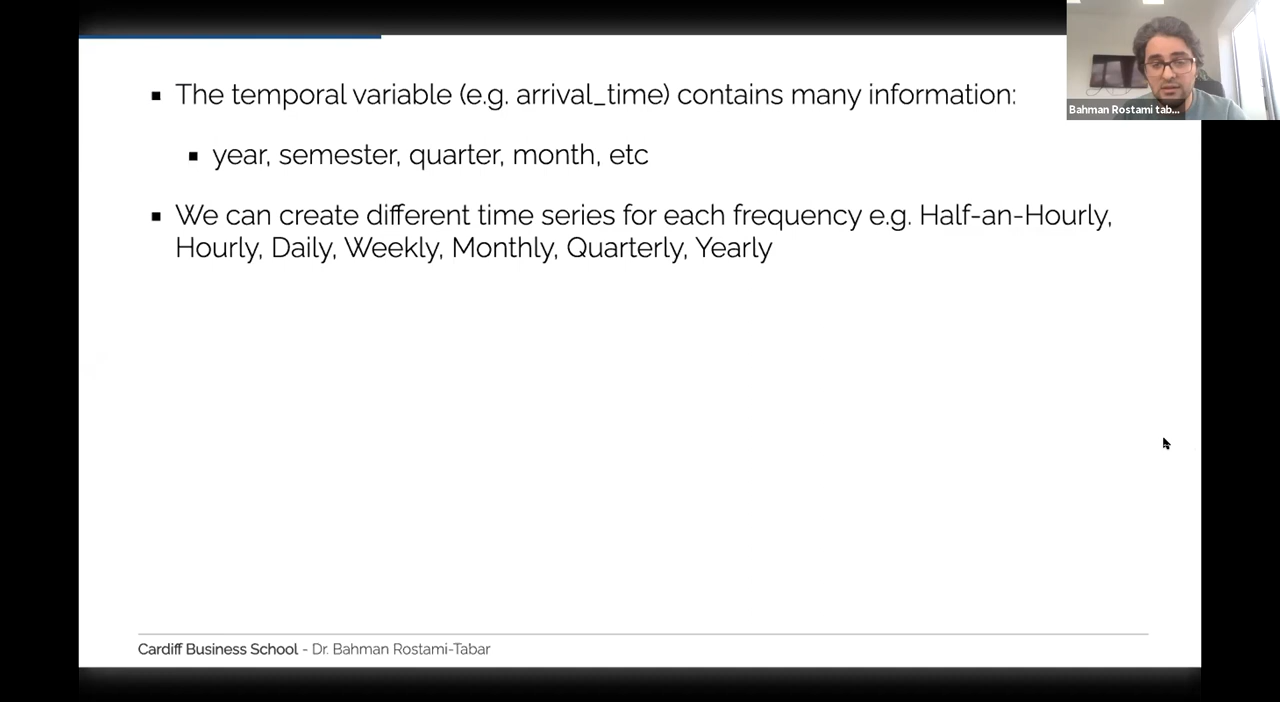 The temporal variable (e.g. arrival_time) contains many information:
year, semester, quarter, month, etc
We can create different time series for each frequency e.g. Half-an-Hourly,
Hourly, Daily, Weekly, Monthly, Quarterly, Yearly
Bahman Rostami tab...
Cardiff Business School - Dr. Bahman Rostami-Tabar